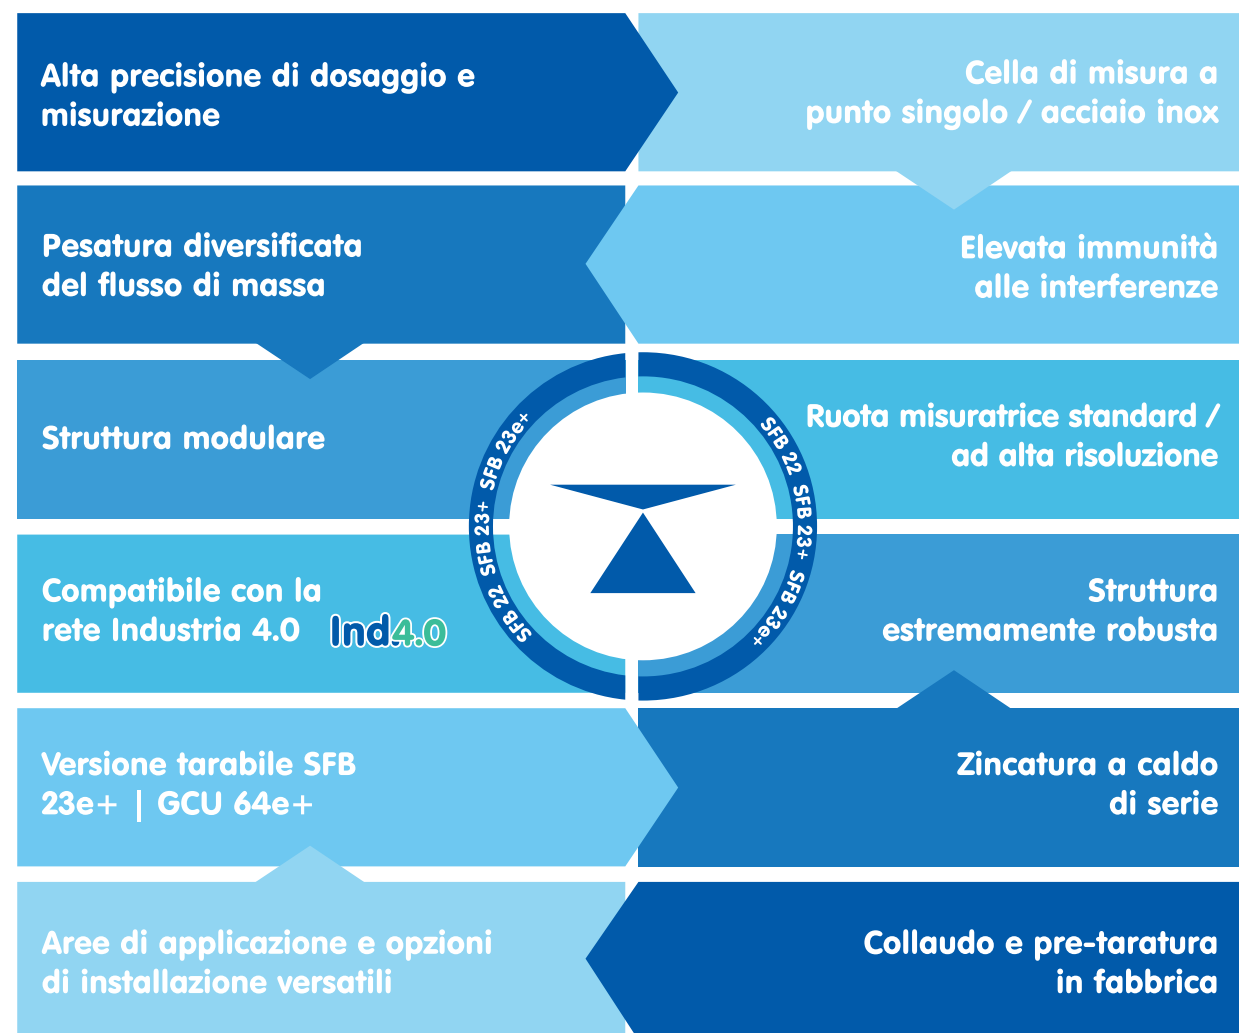 Alta precisione di dosaggio e
misurazione
Cella di misura a
punto singolo / acciaio inox
Pesatura diversificata
del flusso di massa
Elevata immunità
alle interferenze
Struttura modulare
Ruota misuratrice standard /
ad alta risoluzione
SFB 22 SFB 23+ SFB 23e+
SFB 22 SFB 23+ SFB 23e+
Compatibile con la
rete Industria 4.0 Ind4.0
Struttura
estremamente robusta
Versione tarabile SFB
23e+ | GCU 64e+
Zincatura a caldo
di serie
Aree di applicazione e opzioni
di installazione versatili
Collaudo e pre-taratura
in fabbrica